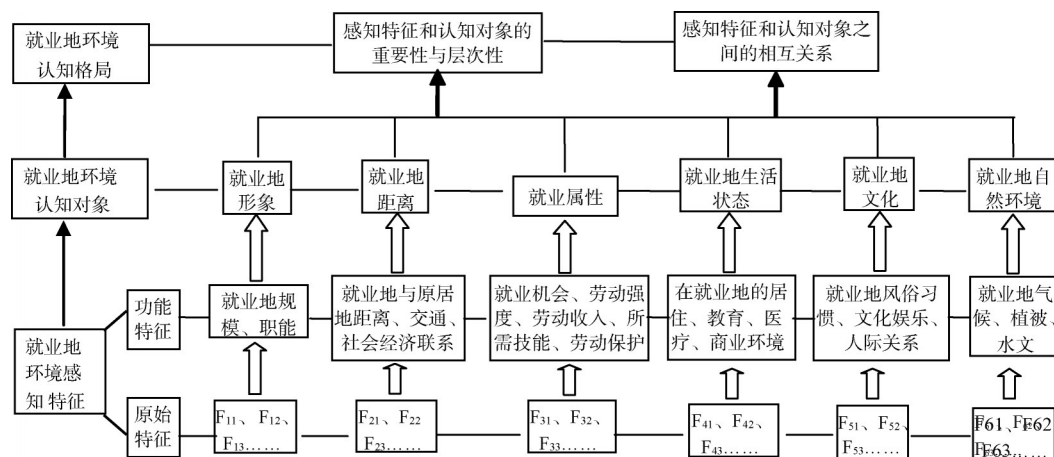 就业地环境
认知格局
感知特征和认知对象的
重要性与层次性
感知特征和认知对象之
间的相互关系
就业地环境
认知对象
就业地
形象
就业地
距离
就业属性
就业地生活
状态
就业地
文化
就业地自
然环境
就业地
环境感
知 特征
功能
特征
就业地规
模、职能
就业地与原居
地距离、交通、
社会经济联系
就业机会、劳动强
度、劳动收入、所
需技能、劳动保护
在就业地的居
住、教育、医
疗、商业环境
就业地风俗习
惯、文化娱乐、
人际关系
就业地气
候、植被、
水文
原始
特征
F11、 F12、
F13……
F21、 F22
F23……
F31、 F32、
F33……
F41、 F42、
F43……
F51、 F52、
F53……
F61、F62
F63……